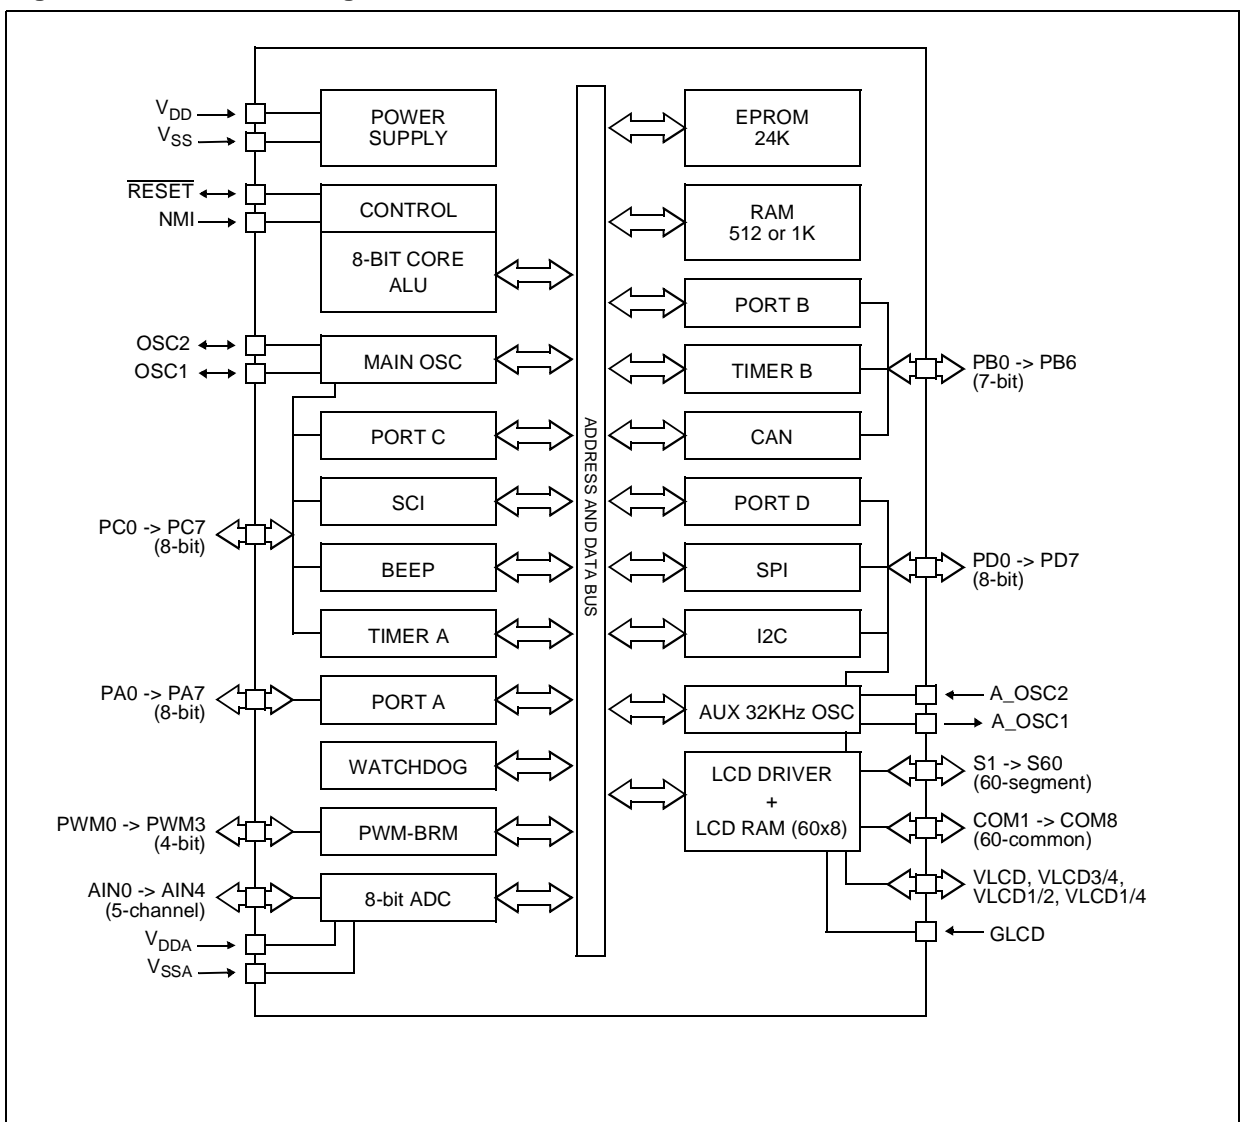 V_DD
V_SS
RESET
NMI
OSC2
OSC1
PC0 -> PC7
(8-bit)
PA0 -> PA7
(8-bit)
PWM0 -> PWM3
(4-bit)
AIN0 -> AIN4
(5-channel)
V_DDA
V_SSA
POWER
SUPPLY
CONTROL
8-BIT CORE
ALU
MAIN OSC
PORT C
SCI
BEEP
TIMER A
PORT A
WATCHDOG
PWM-BRM
8-bit ADC
ADDRESS AND DATA BUS
EPROM
24K
RAM
512 or 1K
PORT B
TIMER B
CAN
PORT D
SPI
I2C
AUX 32KHz OSC
LCD DRIVER
+
LCD RAM (60x8)
PB0 -> PB6
(7-bit)
PD0 -> PD7
(8-bit)
A_OSC2
A_OSC1
S1 -> S60
(60-segment)
COM1 -> COM8
(60-common)
VLCD, VLCD3/4,
VLCD1/2, VLCD1/4
GLCD